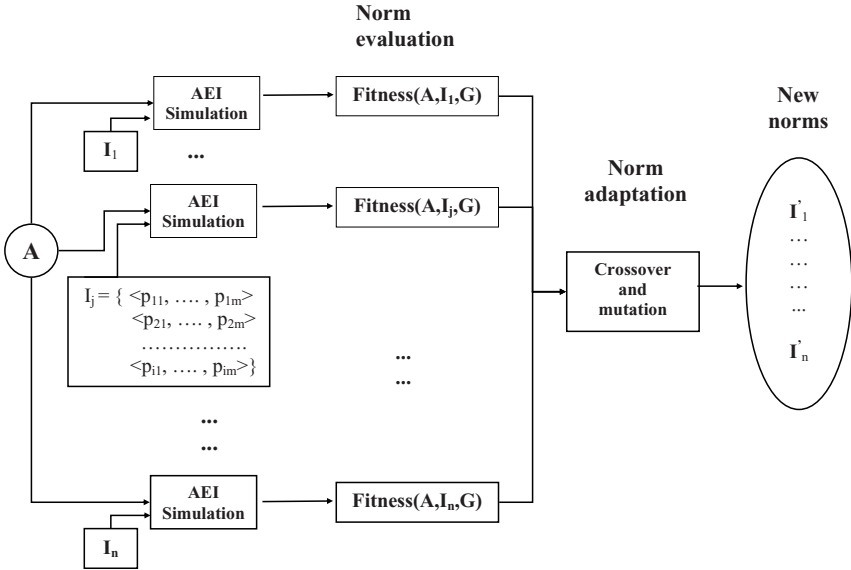 Norm
evaluation
AEI
Simulation
Fitness(A,I₁,G)
New
norms
I₁
...
Norm
adaptation
AEI
Simulation
Fitness(A,Iⱼ,G)
A
Iⱼ = { <p₁₁, .... , p₁ₘ>
<p₂₁, .... , p₂ₘ>
................
<pᵢ₁, .... , pᵢₘ>}
Crossover
and
mutation
I'₁
...
...
...
...
I'ₙ
...
...
...
...
AEI
Simulation
Fitness(A,Iₙ,G)
Iₙ